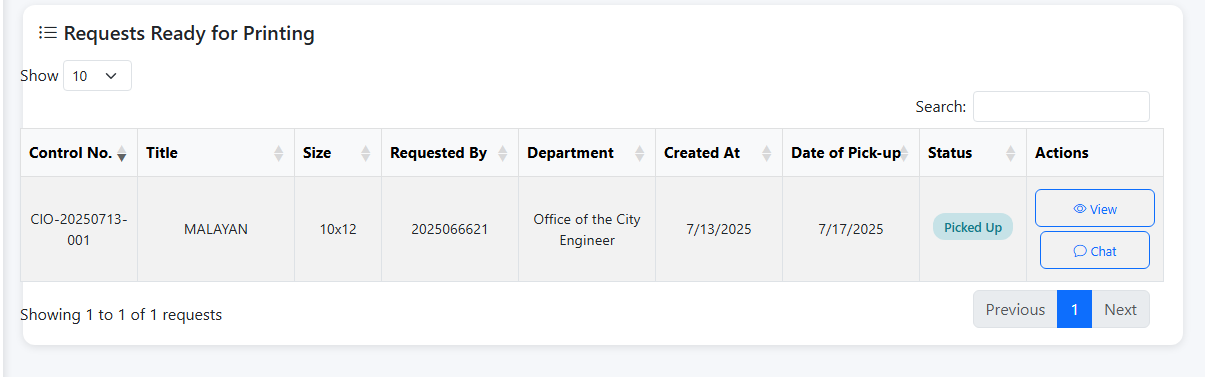 Requests Ready for Printing
Show 10
Search:
Control No. Title Size Requested By Department Created At Date of Pick-up Status Actions
CIO-20250713-
001
MALAYAN
10x12
2025066621
Office of the City
Engineer
7/13/2025
7/17/2025
Picked Up
View
Chat
Showing 1 to 1 of 1 requests
Previous 1 Next